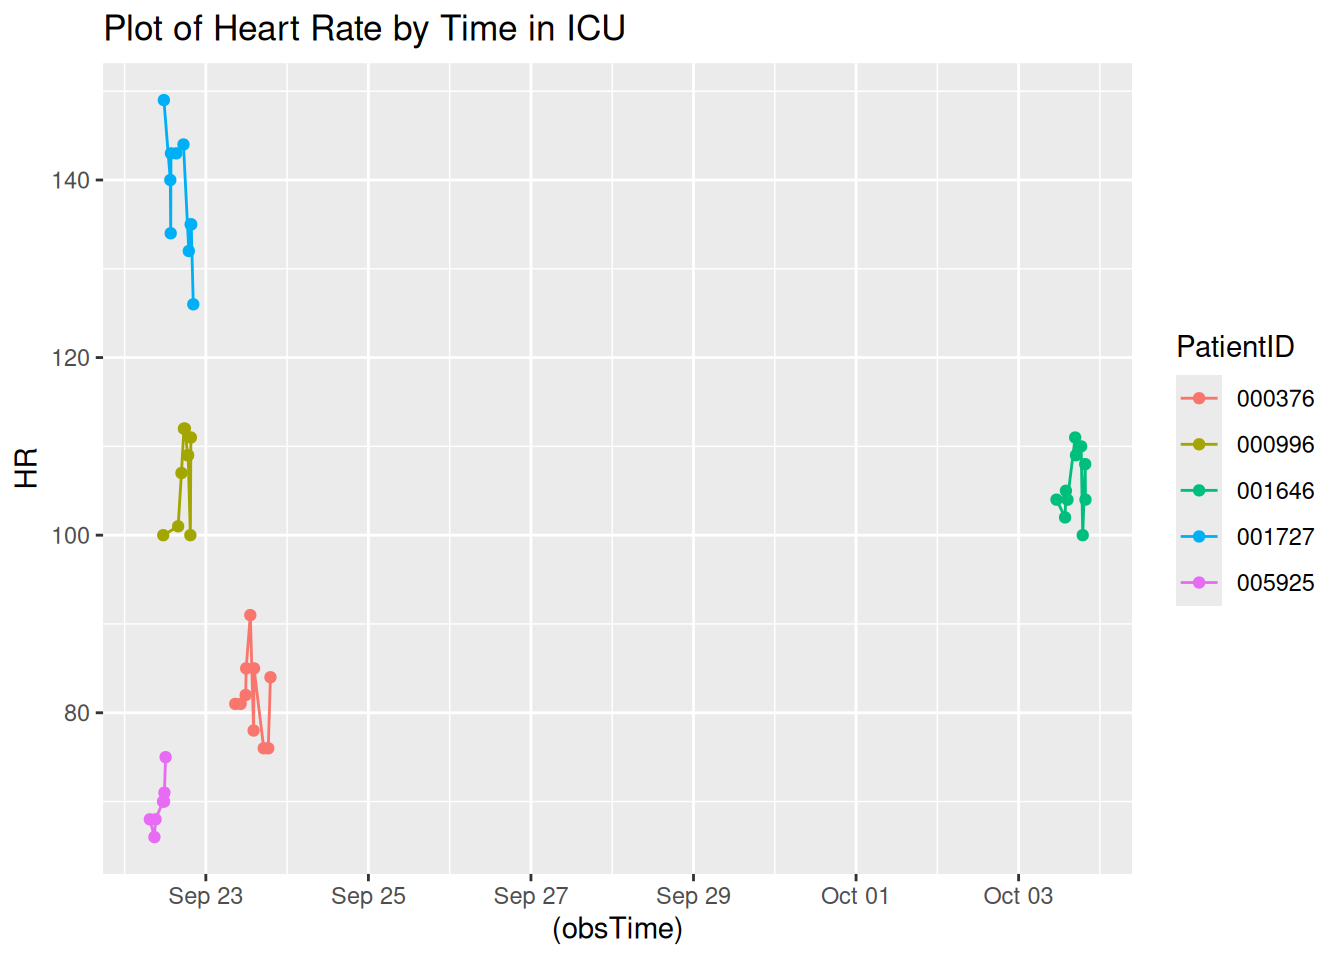 Plot of Heart Rate by Time in ICU
140
120
100
80
HR
Sep 23
Sep 25
Sep 27
Sep 29
Oct 01
Oct 03
(obsTime)
PatientID
000376
000996
001646
001727
005925